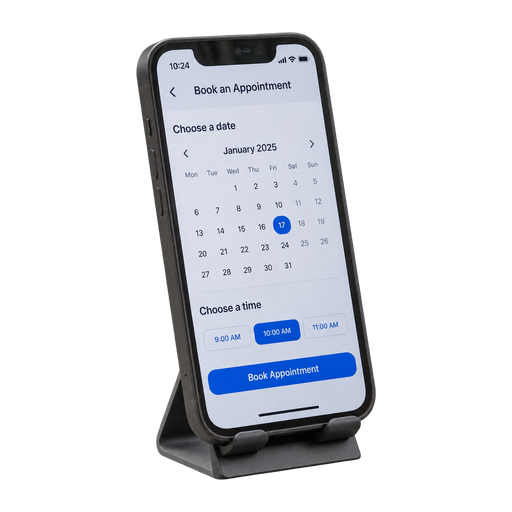 10:24
Book an Appointment
Choose a date
January 2025
Mon Tue Wed Thu Fri Sat Sun
1 2 3 4 5
6 7 8 9 10 11 12
13 14 15 16 17 18 19
20 21 22 23 24 25 26
27 28 29 30 31
Choose a time
9:00 AM 10:00 AM 11:00 AM
Book Appointment